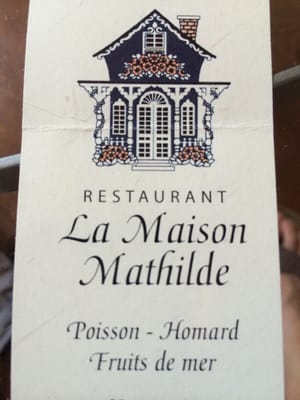 RESTAURANT
La Maison
Mathilde
Poisson - Homard
Fruits de mer